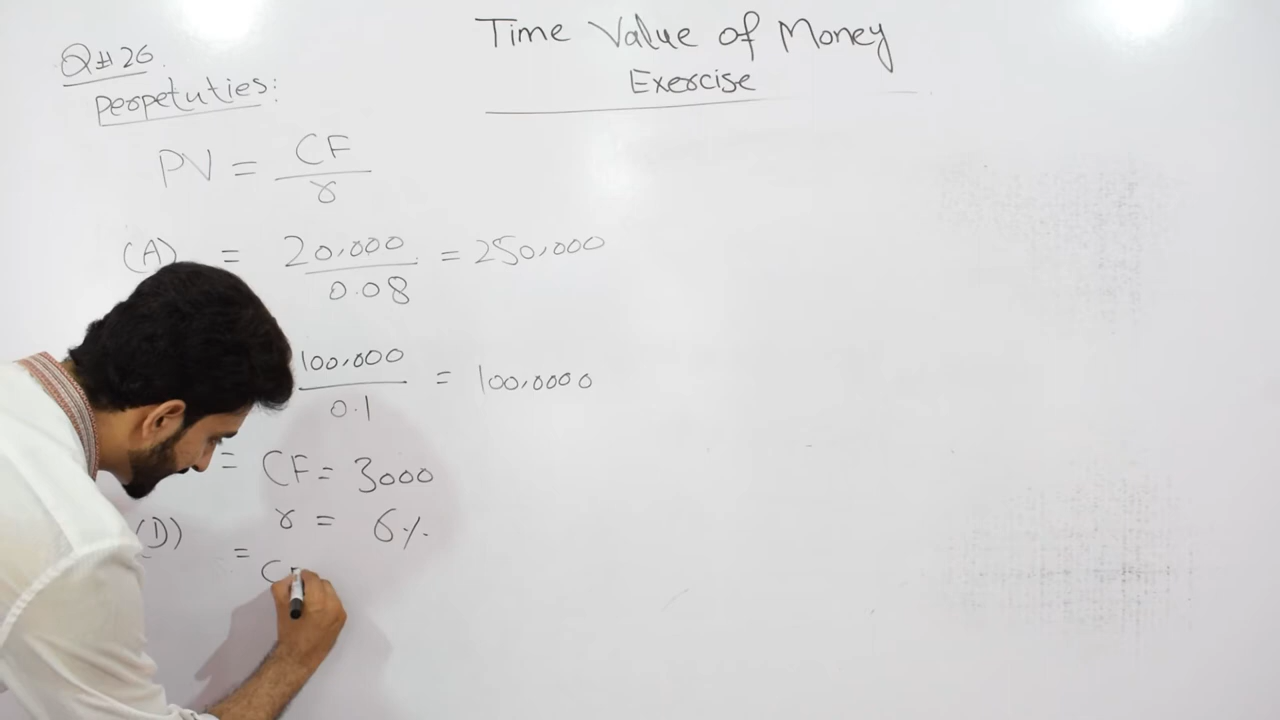 Time Value of Money
Exercise
Q#26.
perpetuties:
PV = CF / r
(A) = 20,000 / 0.08 = 250,000
100,000 / 0.1 = 100,0000
= CF = 3000
r = 6%
(D) =